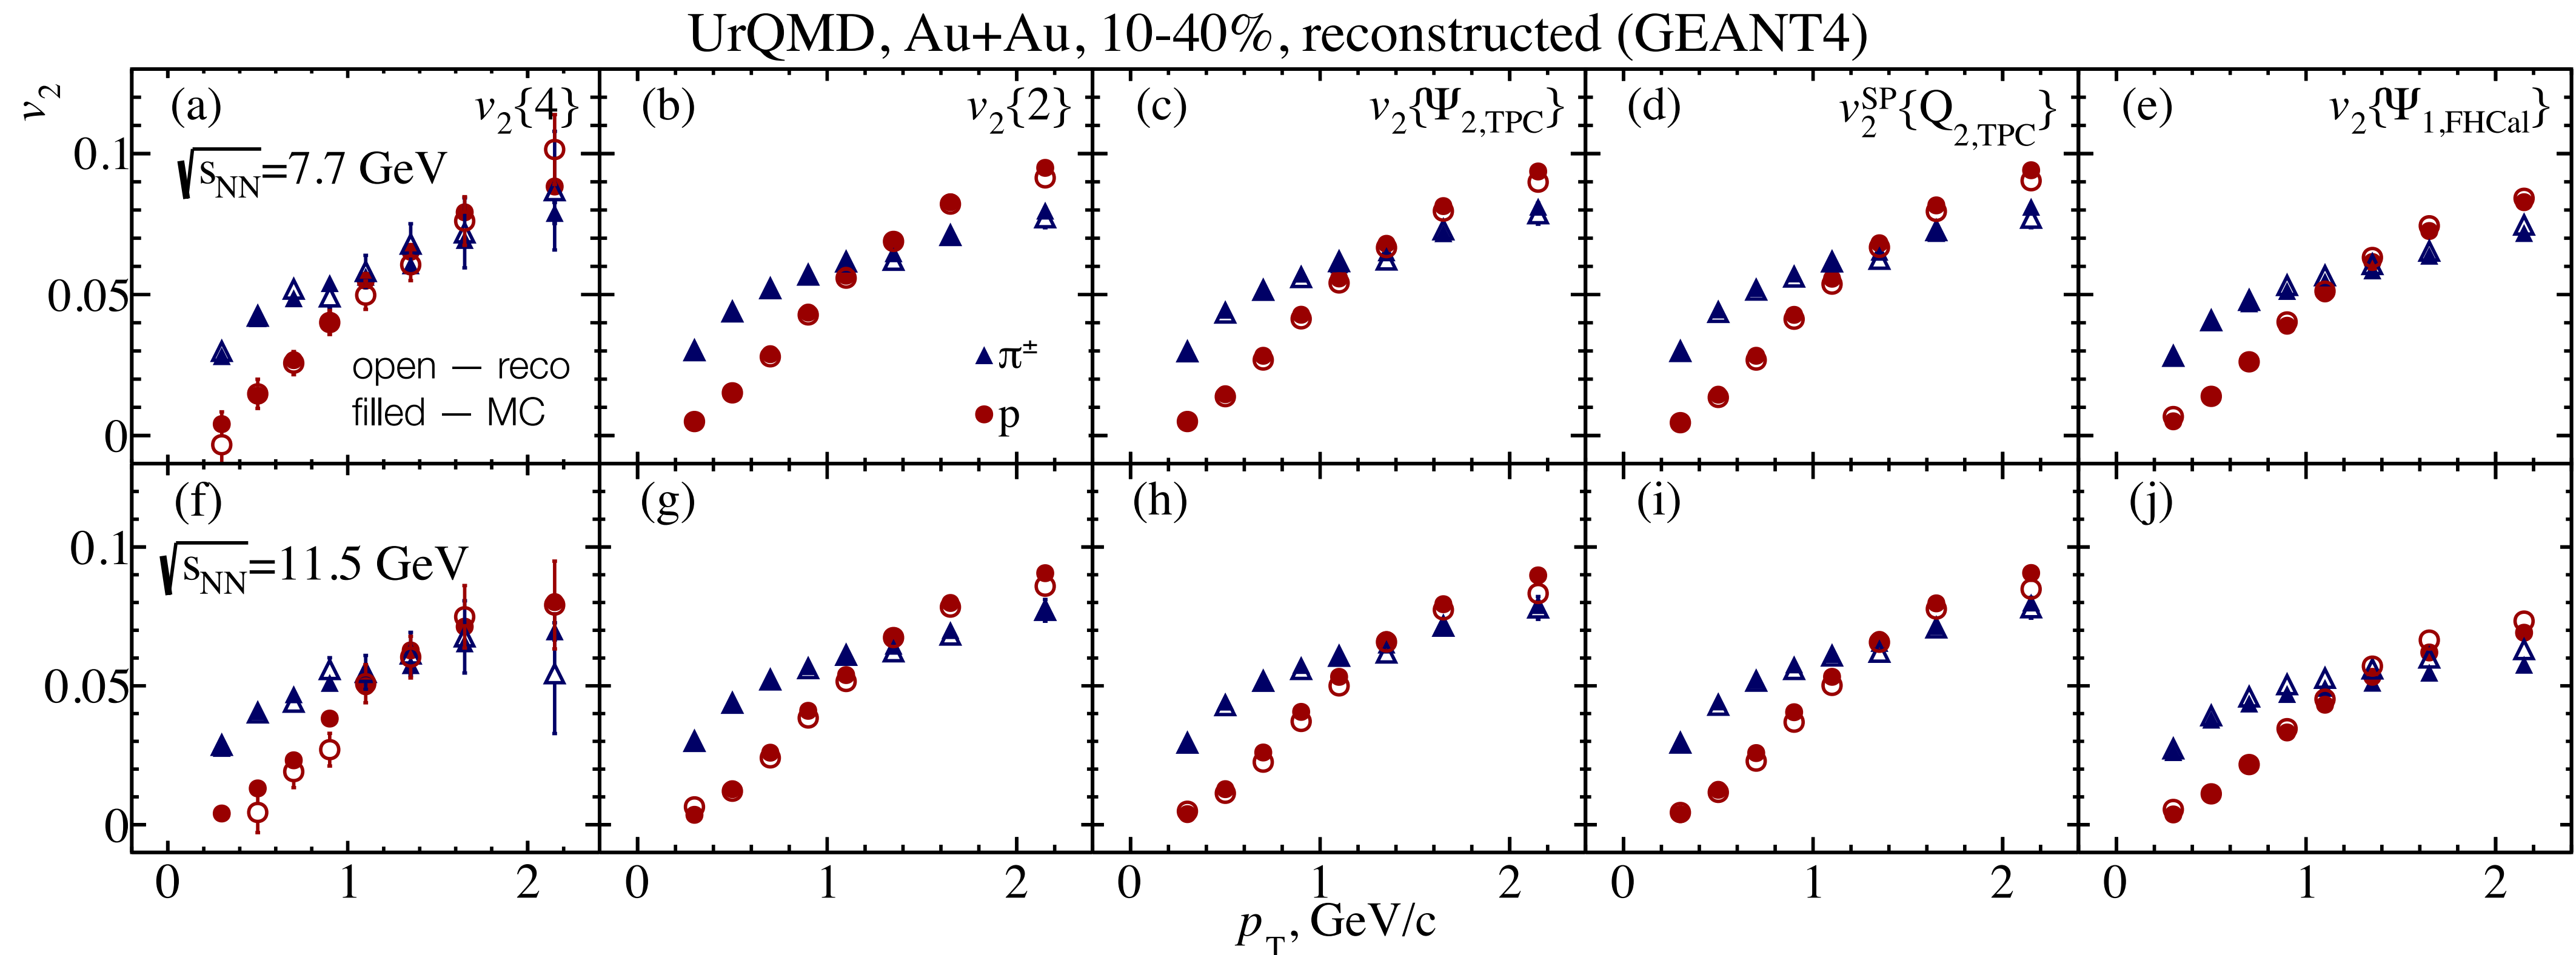 UrQMD, Au+Au, 10-40%, reconstructed (GEANT4)
v2
(a) v2{4}
(b) v2{2}
(c) v2{Ψ2,TPC}
(d) v2SP{Q2,TPC}
(e) v2{Ψ1,FHCal}
0.1
√sNN=7.7 GeV
0.05
π±
open — reco
filled — MC
p
0
(f)
(g)
(h)
(i)
(j)
0.1
√sNN=11.5 GeV
0.05
0
0 1 2 0 1 2 0 1 2 0 1 2 0 1 2
pT, GeV/c